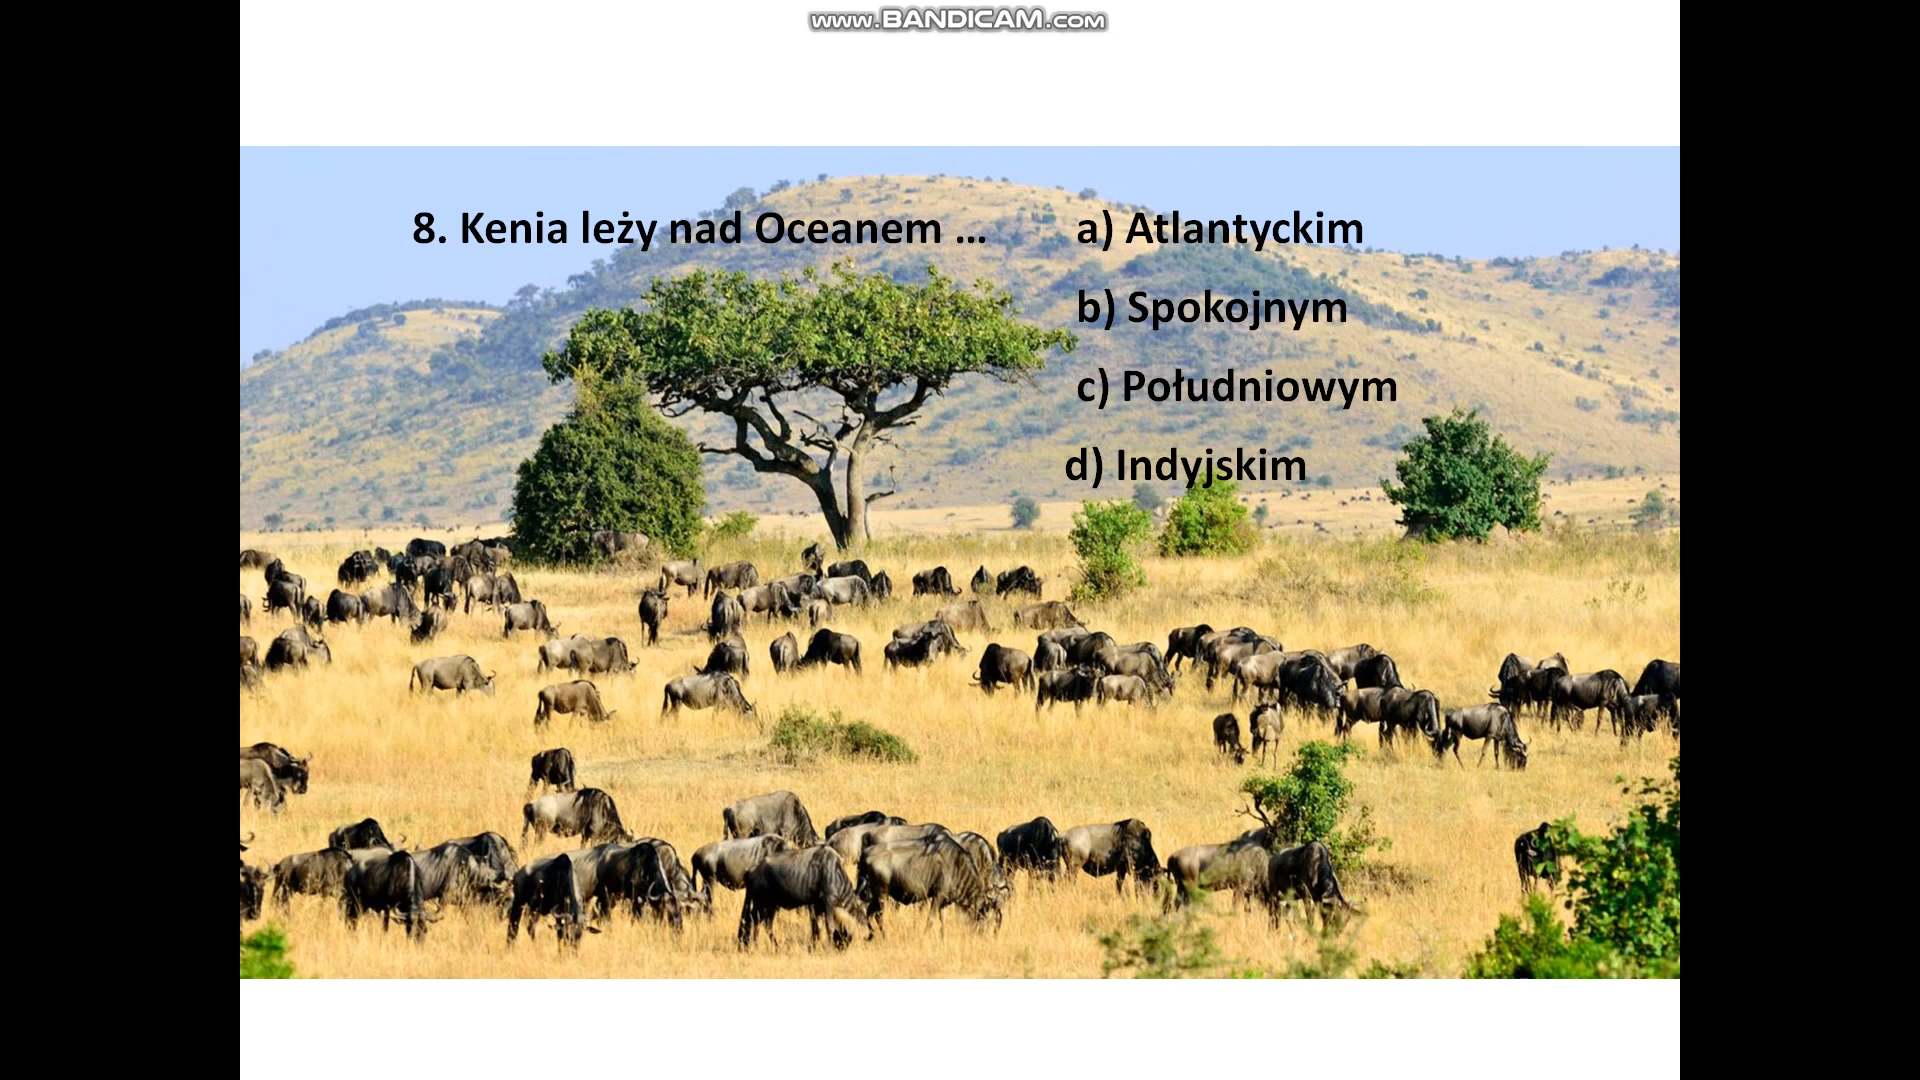 www.BANDICAM.com
8. Kenia leży nad Oceanem ...
a) Atlantyckim
b) Spokojnym
c) Południowym
d) Indyjskim